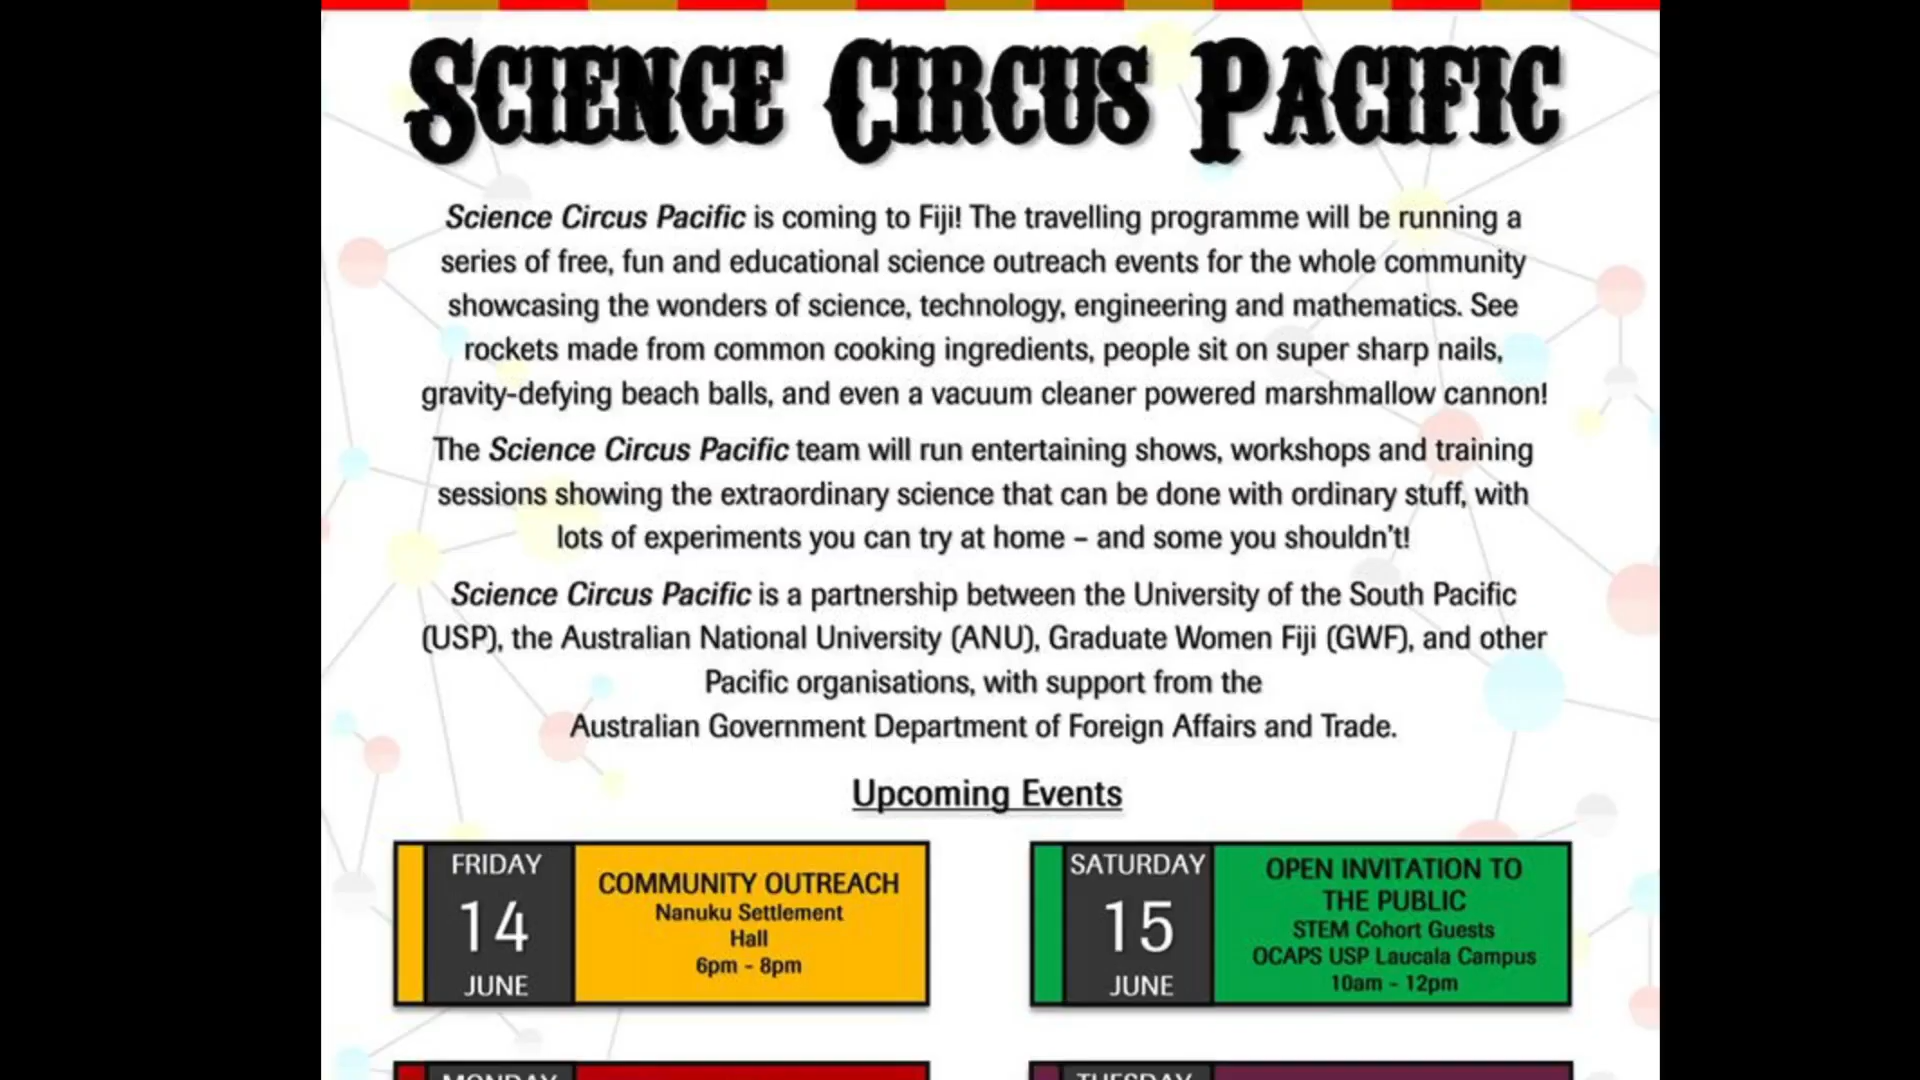 SCIENCE CIRCUS PACIFIC
Science Circus Pacific is coming to Fiji! The travelling programme will be running a
series of free, fun and educational science outreach events for the whole community
showcasing the wonders of science, technology, engineering and mathematics. See
rockets made from common cooking ingredients, people sit on super sharp nails,
gravity-defying beach balls, and even a vacuum cleaner powered marshmallow cannon!
The Science Circus Pacific team will run entertaining shows, workshops and training
sessions showing the extraordinary science that can be done with ordinary stuff, with
lots of experiments you can try at home – and some you shouldn't!
Science Circus Pacific is a partnership between the University of the South Pacific
(USP), the Australian National University (ANU), Graduate Women Fiji (GWF), and other
Pacific organisations, with support from the
Australian Government Department of Foreign Affairs and Trade.
Upcoming Events
FRIDAY
14
JUNE
COMMUNITY OUTREACH
Nanuku Settlement
Hall
6pm - 8pm
SATURDAY
15
JUNE
OPEN INVITATION TO
THE PUBLIC
STEM Cohort Guests
OCAPS USP Laucala Campus
10am - 12pm
MONDAY
TUESDAY